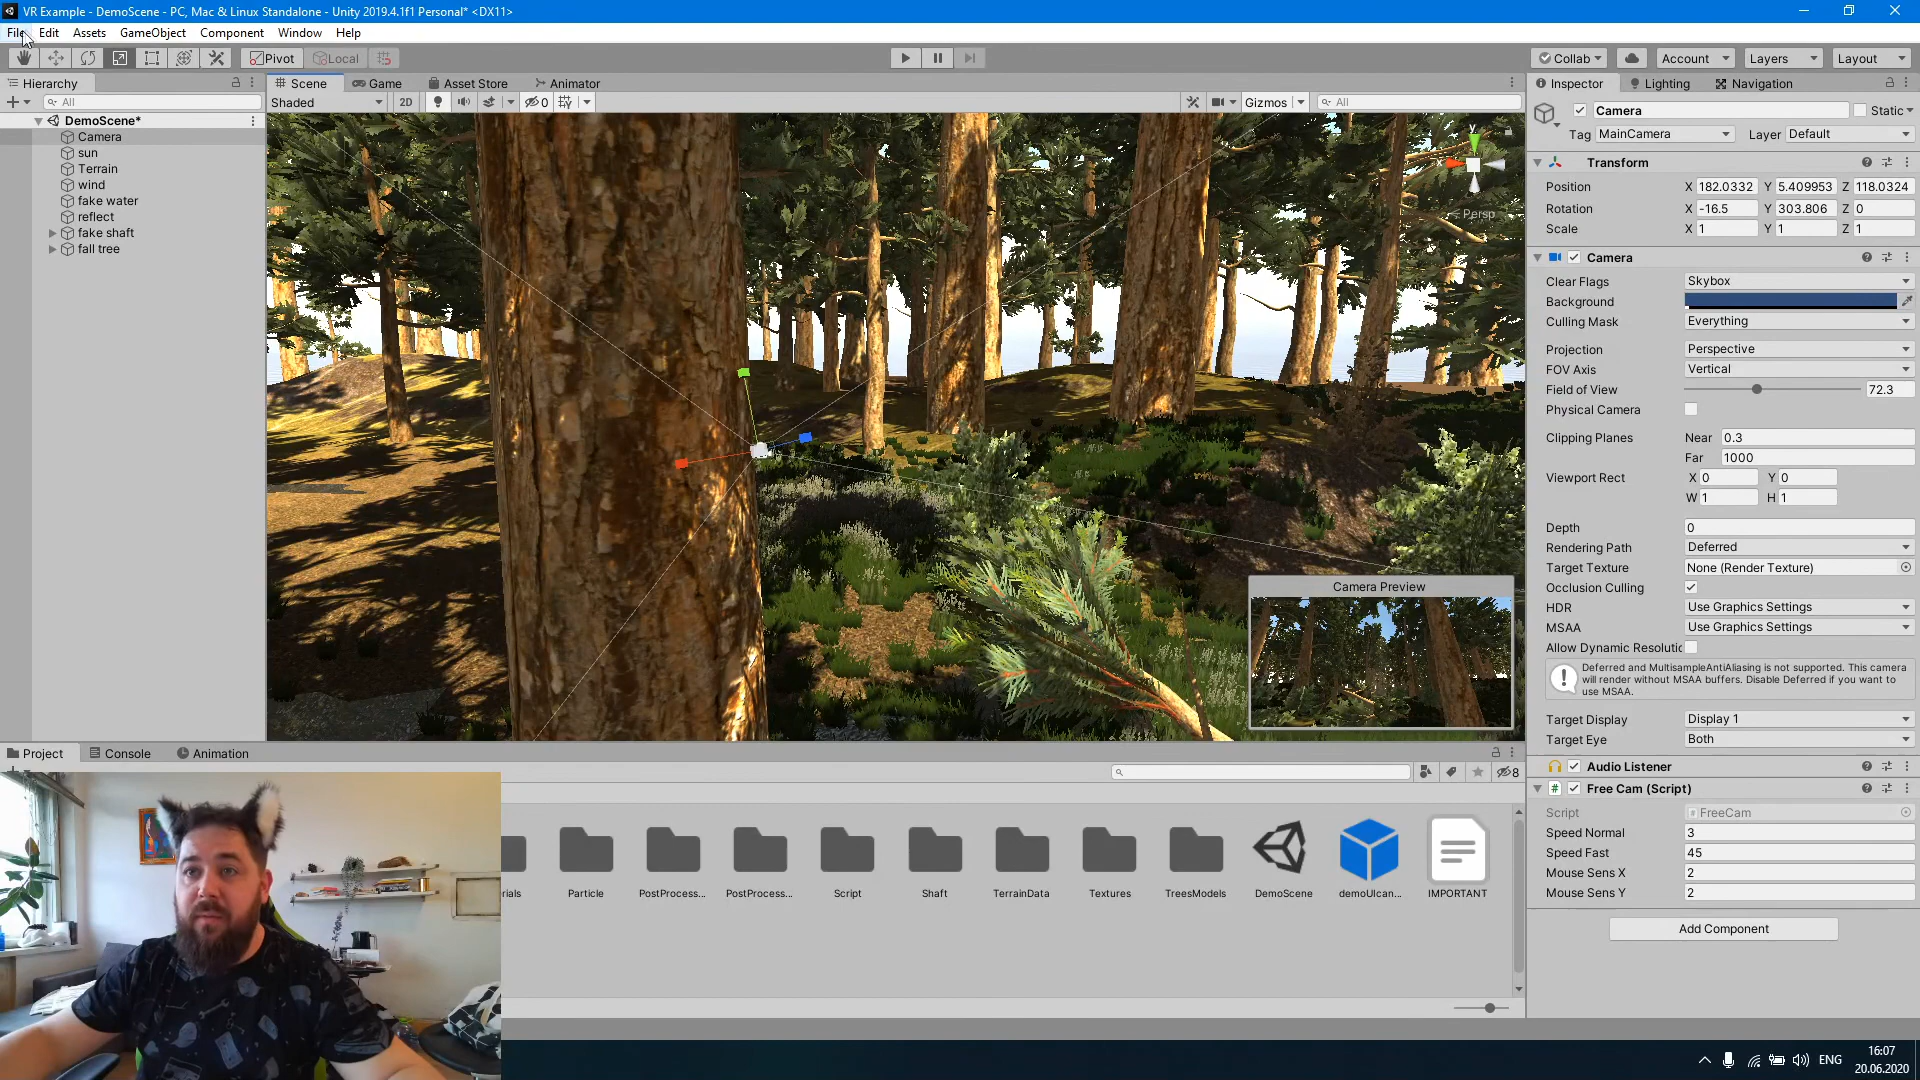 VR Example - DemoScene - PC, Mac & Linux Standalone - Unity 2019.4.1f1 Personal* <DX11>
File Edit Assets GameObject Component Window Help
Pivot Local Collab Account Layers Layout
Hierarchy
All
DemoScene*
Camera
sun
Terrain
wind
fake water
reflect
fake shaft
fall tree
Scene Game Asset Store Animator
Shaded 2D 0 Gizmos All
y
Persp
Camera Preview
Inspector Lighting Navigation
Camera Static
Tag MainCamera Layer Default
Transform
Position X 182.0332 Y 5.409953 Z 118.0324
Rotation X -16.5 Y 303.806 Z 0
Scale X 1 Y 1 Z 1
Camera
Clear Flags Skybox
Background
Culling Mask Everything
Projection Perspective
FOV Axis Vertical
Field of View 72.3
Physical Camera
Clipping Planes Near 0.3
Far 1000
Viewport Rect X 0 Y 0
W 1 H 1
Depth 0
Rendering Path Deferred
Target Texture None (Render Texture)
Occlusion Culling
HDR Use Graphics Settings
MSAA Use Graphics Settings
Allow Dynamic Resolutic
Deferred and MultisampleAntiAliasing is not supported. This camera
will render without MSAA buffers. Disable Deferred if you want to
use MSAA.
Target Display Display 1
Target Eye Both
Audio Listener
# Free Cam (Script)
Script FreeCam
Speed Normal 3
Speed Fast 45
Mouse Sens X 2
Mouse Sens Y 2
Add Component
Project Console Animation
8
rials Particle PostProcess... PostProcess... Script Shaft TerrainData Textures TreesModels DemoScene demoUIcan... IMPORTANT
ENG
16:07
20.06.2020